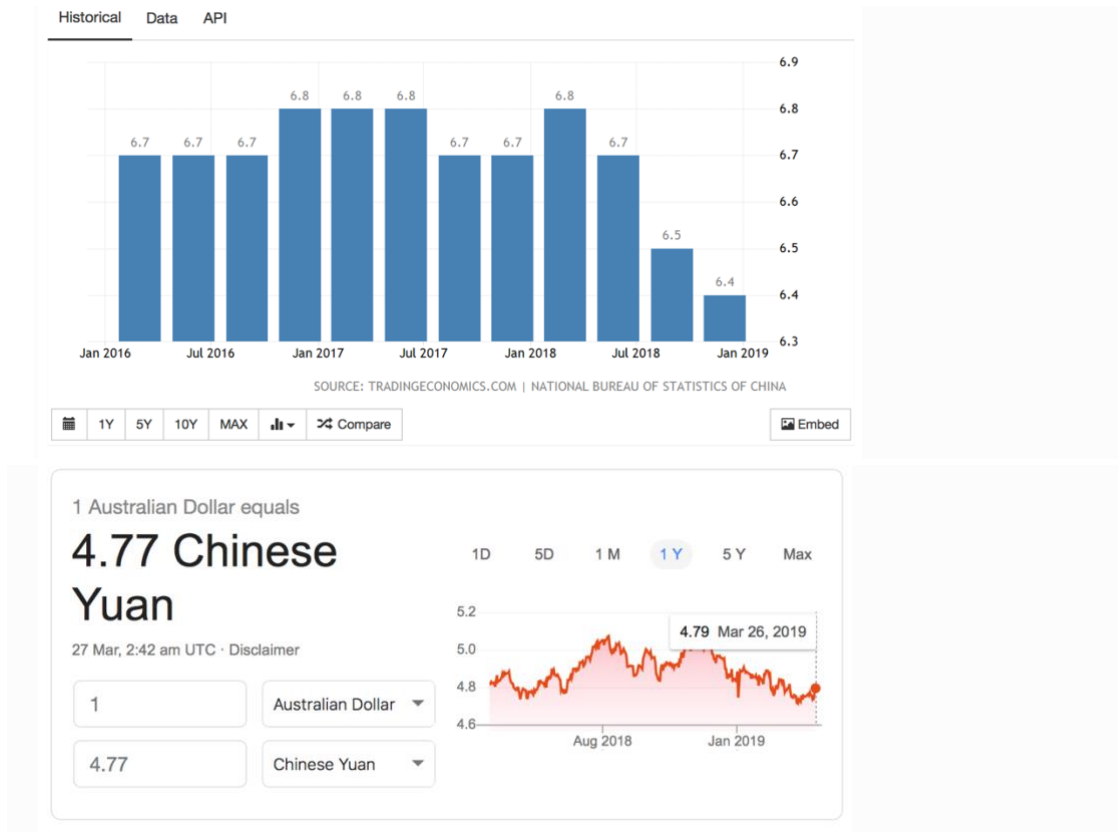 Historical Data API
6.9
6.8
6.7
6.6
6.5
6.4
6.3
6.7 6.7 6.7 6.8 6.8 6.8 6.7 6.7 6.8 6.7 6.5 6.4
Jan 2016 Jul 2016 Jan 2017 Jul 2017 Jan 2018 Jul 2018 Jan 2019
SOURCE: TRADINGECONOMICS.COM | NATIONAL BUREAU OF STATISTICS OF CHINA
1Y 5Y 10Y MAX Compare Embed
1 Australian Dollar equals
4.77 Chinese
Yuan
27 Mar, 2:42 am UTC · Disclaimer
1 Australian Dollar
4.77 Chinese Yuan
1D 5D 1 M 1 Y 5 Y Max
5.2
5.0
4.8
4.6
4.79 Mar 26, 2019
Aug 2018 Jan 2019